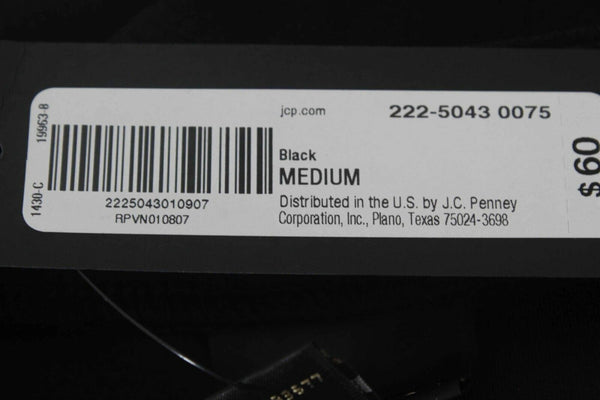 jcp.com
222-5043 0075
19963-8
1430-C
2225043010907
RPVN010807
Black
MEDIUM
Distributed in the U.S. by J.C. Penney
Corporation, Inc., Plano, Texas 75024-3698
$ 60